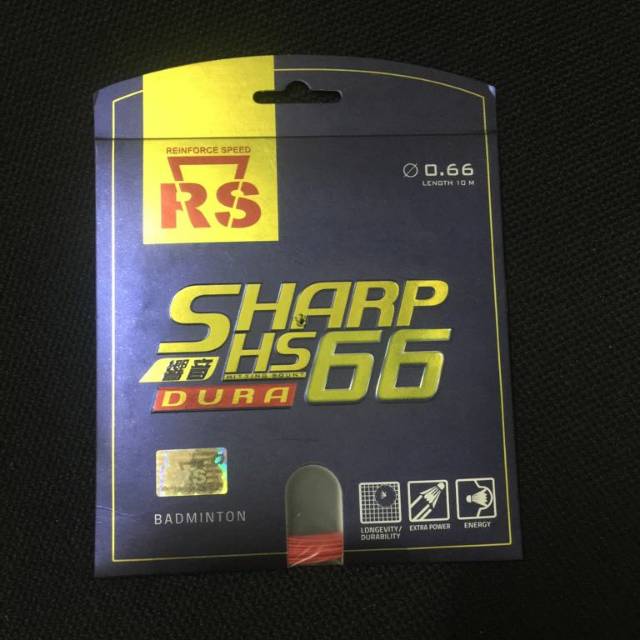 REINFORCE SPEED
RS
Ø 0.66
LENGTH 10 M
SHARP
響音 HS 66
HITTING SOUND
DURA
RS
BADMINTON
LONGEVITY/
DURABILITY
EXTRA POWER
ENERGY